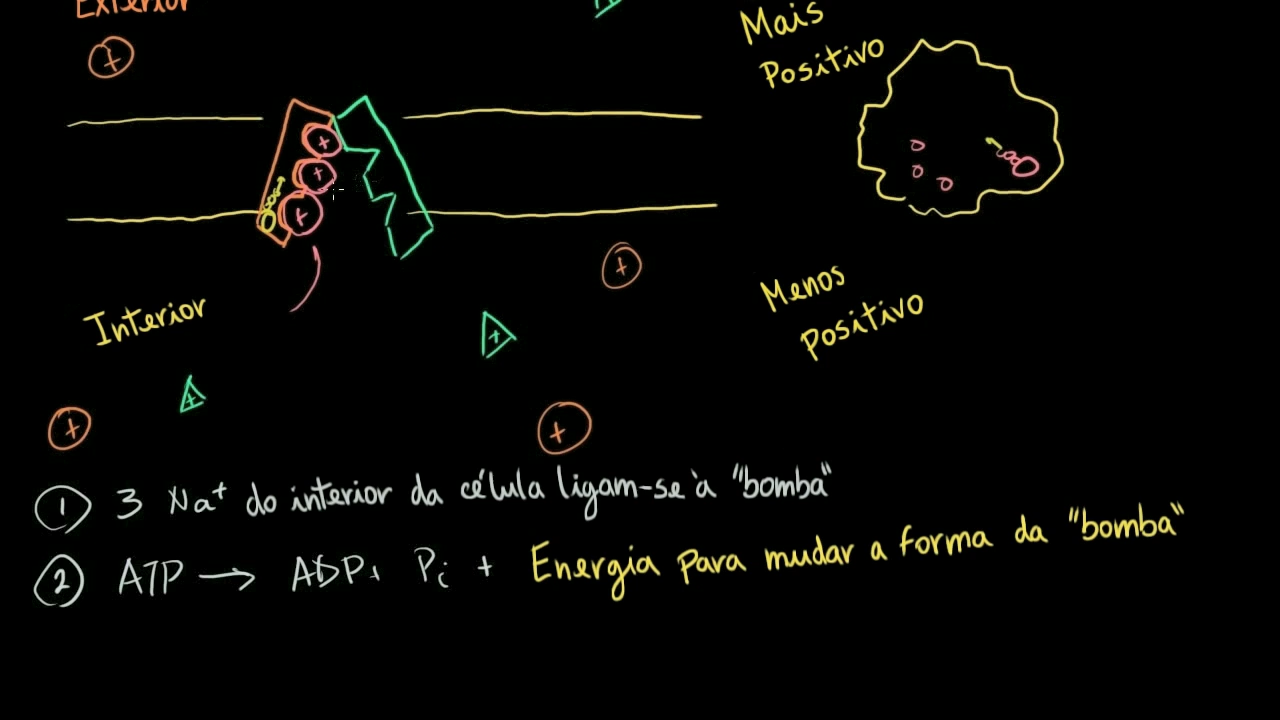 Exterior
+
Mais
Positivo
+
+
+
+
Interior
Menos
Positivo
+
+
+
+
① 3 Na⁺ do interior da célula ligam-se à "bomba"
② ATP → ADP + Pi + Energia para mudar a forma da "bomba"